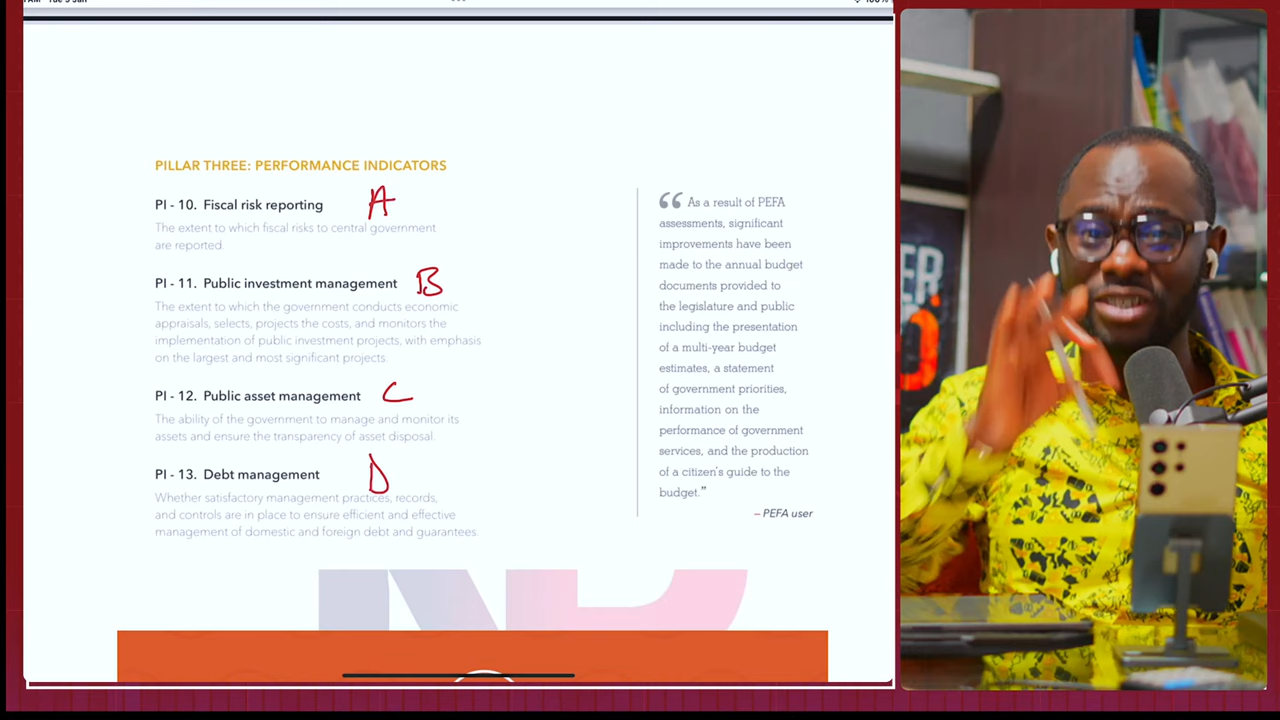 AM Tue 3 Jan
100%
PILLAR THREE: PERFORMANCE INDICATORS
PI - 10. Fiscal risk reporting A
The extent to which fiscal risks to central government
are reported.
PI - 11. Public investment management B
The extent to which the government conducts economic
appraisals, selects, projects the costs, and monitors the
implementation of public investment projects, with emphasis
on the largest and most significant projects.
PI - 12. Public asset management C
The ability of the government to manage and monitor its
assets and ensure the transparency of asset disposal.
PI - 13. Debt management D
Whether satisfactory management practices, records,
and controls are in place to ensure efficient and effective
management of domestic and foreign debt and guarantees.
“ As a result of PEFA
assessments, significant
improvements have been
made to the annual budget
documents provided to
the legislature and public
including the presentation
of a multi-year budget
estimates, a statement
of government priorities,
information on the
performance of government
services, and the production
of a citizen's guide to the
budget.”
– PEFA user